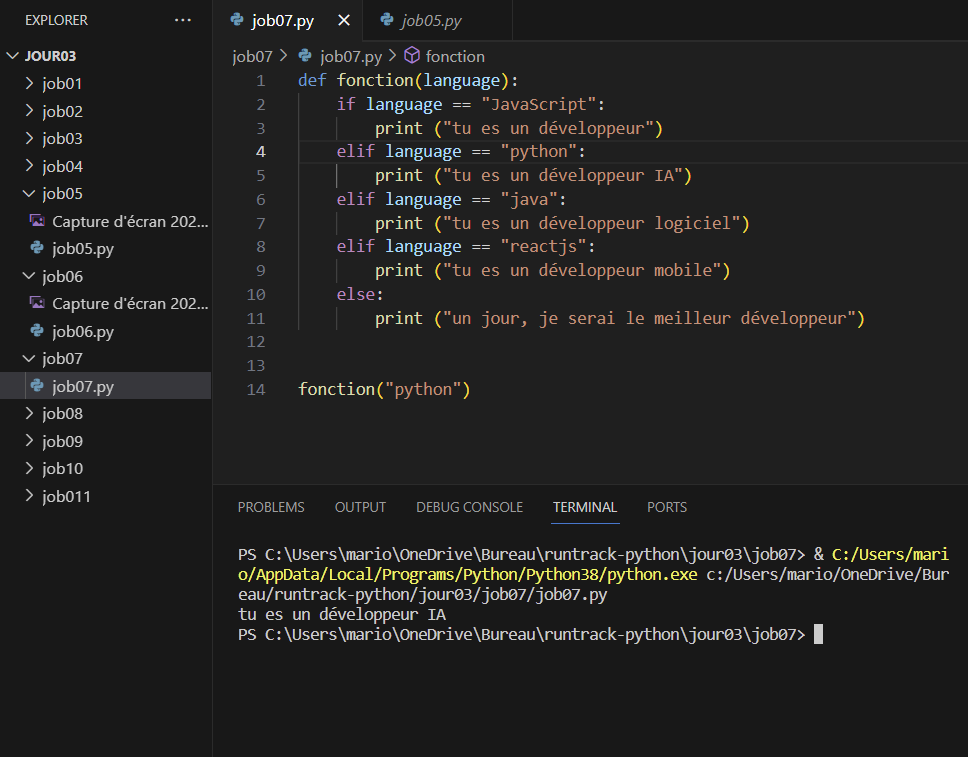 EXPLORER
JOUR03
job01
job02
job03
job04
job05
Capture d'écran 202...
job05.py
job06
Capture d'écran 202...
job06.py
job07
job07.py
job08
job09
job10
job011
job07.py
job05.py
job07 > job07.py > fonction
1 def fonction(language):
2 if language == "JavaScript":
3 print ("tu es un développeur")
4 elif language == "python":
5 print ("tu es un développeur IA")
6 elif language == "java":
7 print ("tu es un développeur logiciel")
8 elif language == "reactjs":
9 print ("tu es un développeur mobile")
10 else:
11 print ("un jour, je serai le meilleur développeur")
12
13
14 fonction("python")
PROBLEMS OUTPUT DEBUG CONSOLE TERMINAL PORTS
PS C:\Users\mario\OneDrive\Bureau\runtrack-python\jour03\job07> & C:/Users/mari
o/AppData/Local/Programs/Python/Python38/python.exe c:/Users/mario/OneDrive/Bur
eau/runtrack-python/jour03/job07/job07.py
tu es un développeur IA
PS C:\Users\mario\OneDrive\Bureau\runtrack-python\jour03\job07>